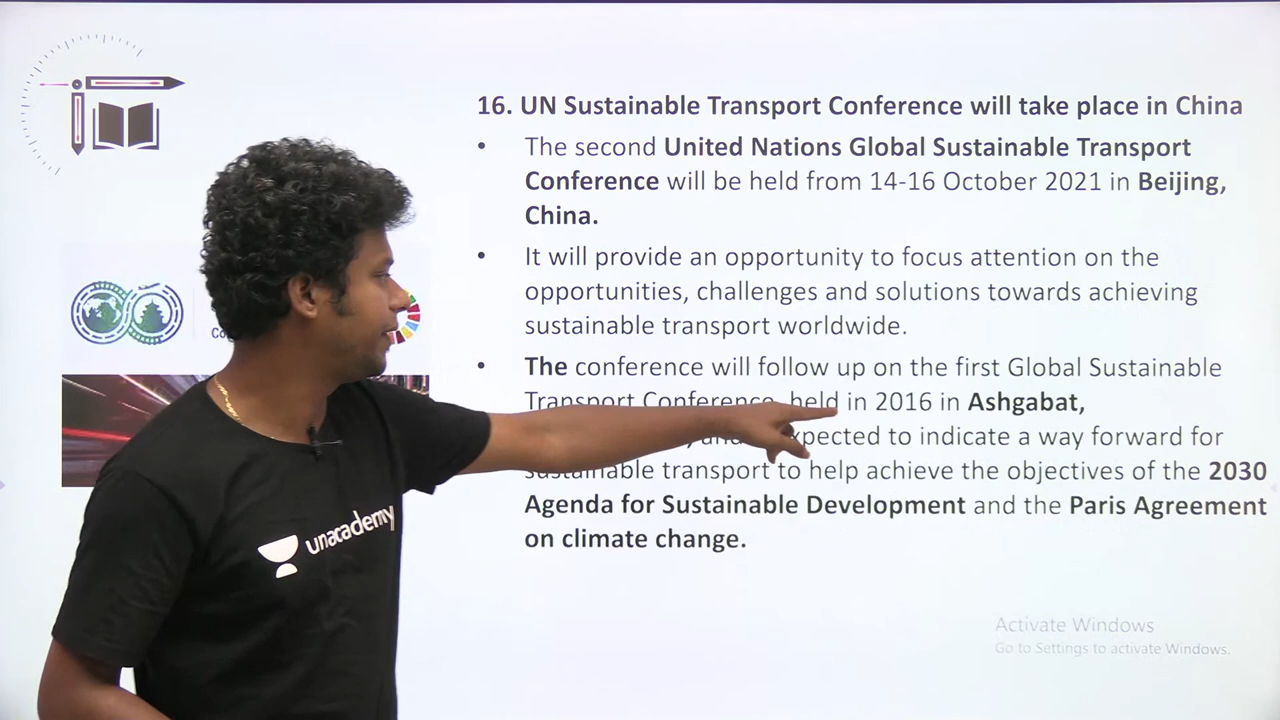 16. UN Sustainable Transport Conference will take place in China
• The second United Nations Global Sustainable Transport
Conference will be held from 14-16 October 2021 in Beijing,
China.
• It will provide an opportunity to focus attention on the
opportunities, challenges and solutions towards achieving
sustainable transport worldwide.
• The conference will follow up on the first Global Sustainable
Transport Conference, held in 2016 in Ashgabat,
expected to indicate a way forward for
sustainable transport to help achieve the objectives of the 2030
Agenda for Sustainable Development and the Paris Agreement
on climate change.
unacademy
Activate Windows
Go to Settings to activate Windows.